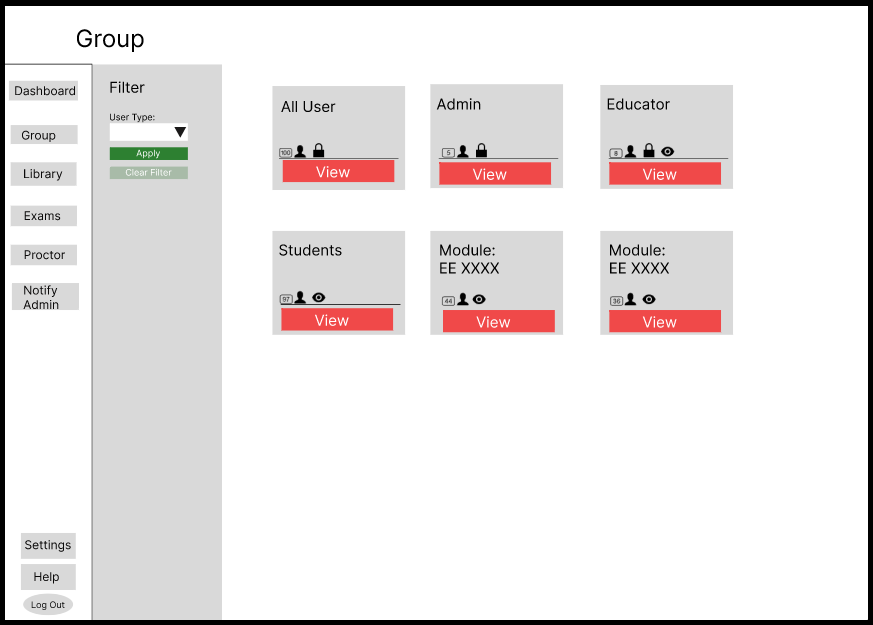 Group
Dashboard
Group
Library
Exams
Proctor
Notify
Admin
Settings
Help
Log Out
Filter
User Type:
Apply
Clear Filter
All User
100
View
Admin
5
View
Educator
8
View
Students
97
View
Module:
EE XXXX
44
View
Module:
EE XXXX
36
View